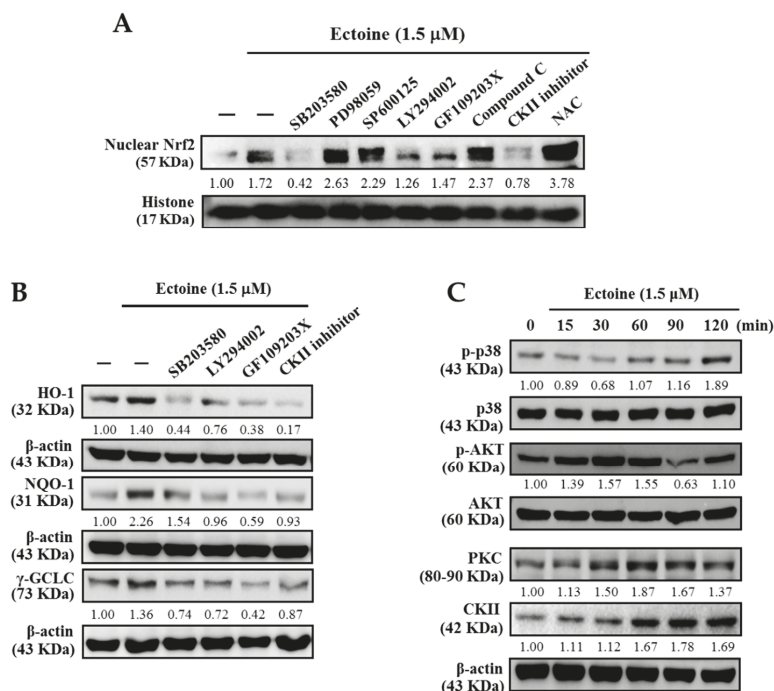 A
Ectoine (1.5 μM)
— — SB203580 PD98059 SP600125 LY294002 GF109203X Compound C CKII inhibitor NAC
Nuclear Nrf2
(57 KDa)
1.00 1.72 0.42 2.63 2.29 1.26 1.47 2.37 0.78 3.78
Histone
(17 KDa)
B
Ectoine (1.5 μM)
— — SB203580 LY294002 GF109203X CKII inhibitor
HO-1
(32 KDa)
1.00 1.40 0.44 0.76 0.38 0.17
β-actin
(43 KDa)
NQO-1
(31 KDa)
1.00 2.26 1.54 0.96 0.59 0.93
β-actin
(43 KDa)
γ-GCLC
(73 KDa)
1.00 1.36 0.74 0.72 0.42 0.87
β-actin
(43 KDa)
C
Ectoine (1.5 μM)
0 15 30 60 90 120 (min)
p-p38
(43 KDa)
1.00 0.89 0.68 1.07 1.16 1.89
p38
(43 KDa)
p-AKT
(60 KDa)
1.00 1.39 1.57 1.55 0.63 1.10
AKT
(60 KDa)
PKC
(80-90 KDa)
1.00 1.13 1.50 1.87 1.67 1.37
CKII
(42 KDa)
1.00 1.11 1.12 1.67 1.78 1.69
β-actin
(43 KDa)